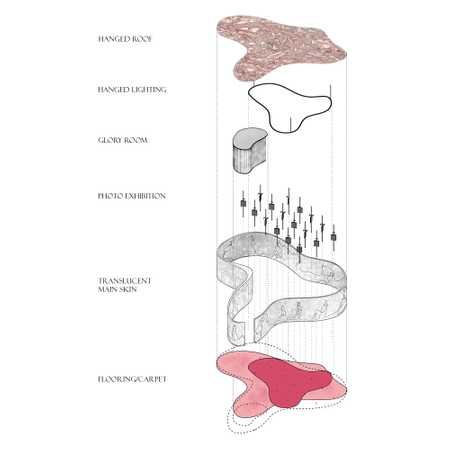 HANGED ROOF
HANGED LIGHTING
GLORY ROOM
PHOTO EXHIBITION
TRANSLUCENT
MAIN SKIN
FLOORING/CARPET